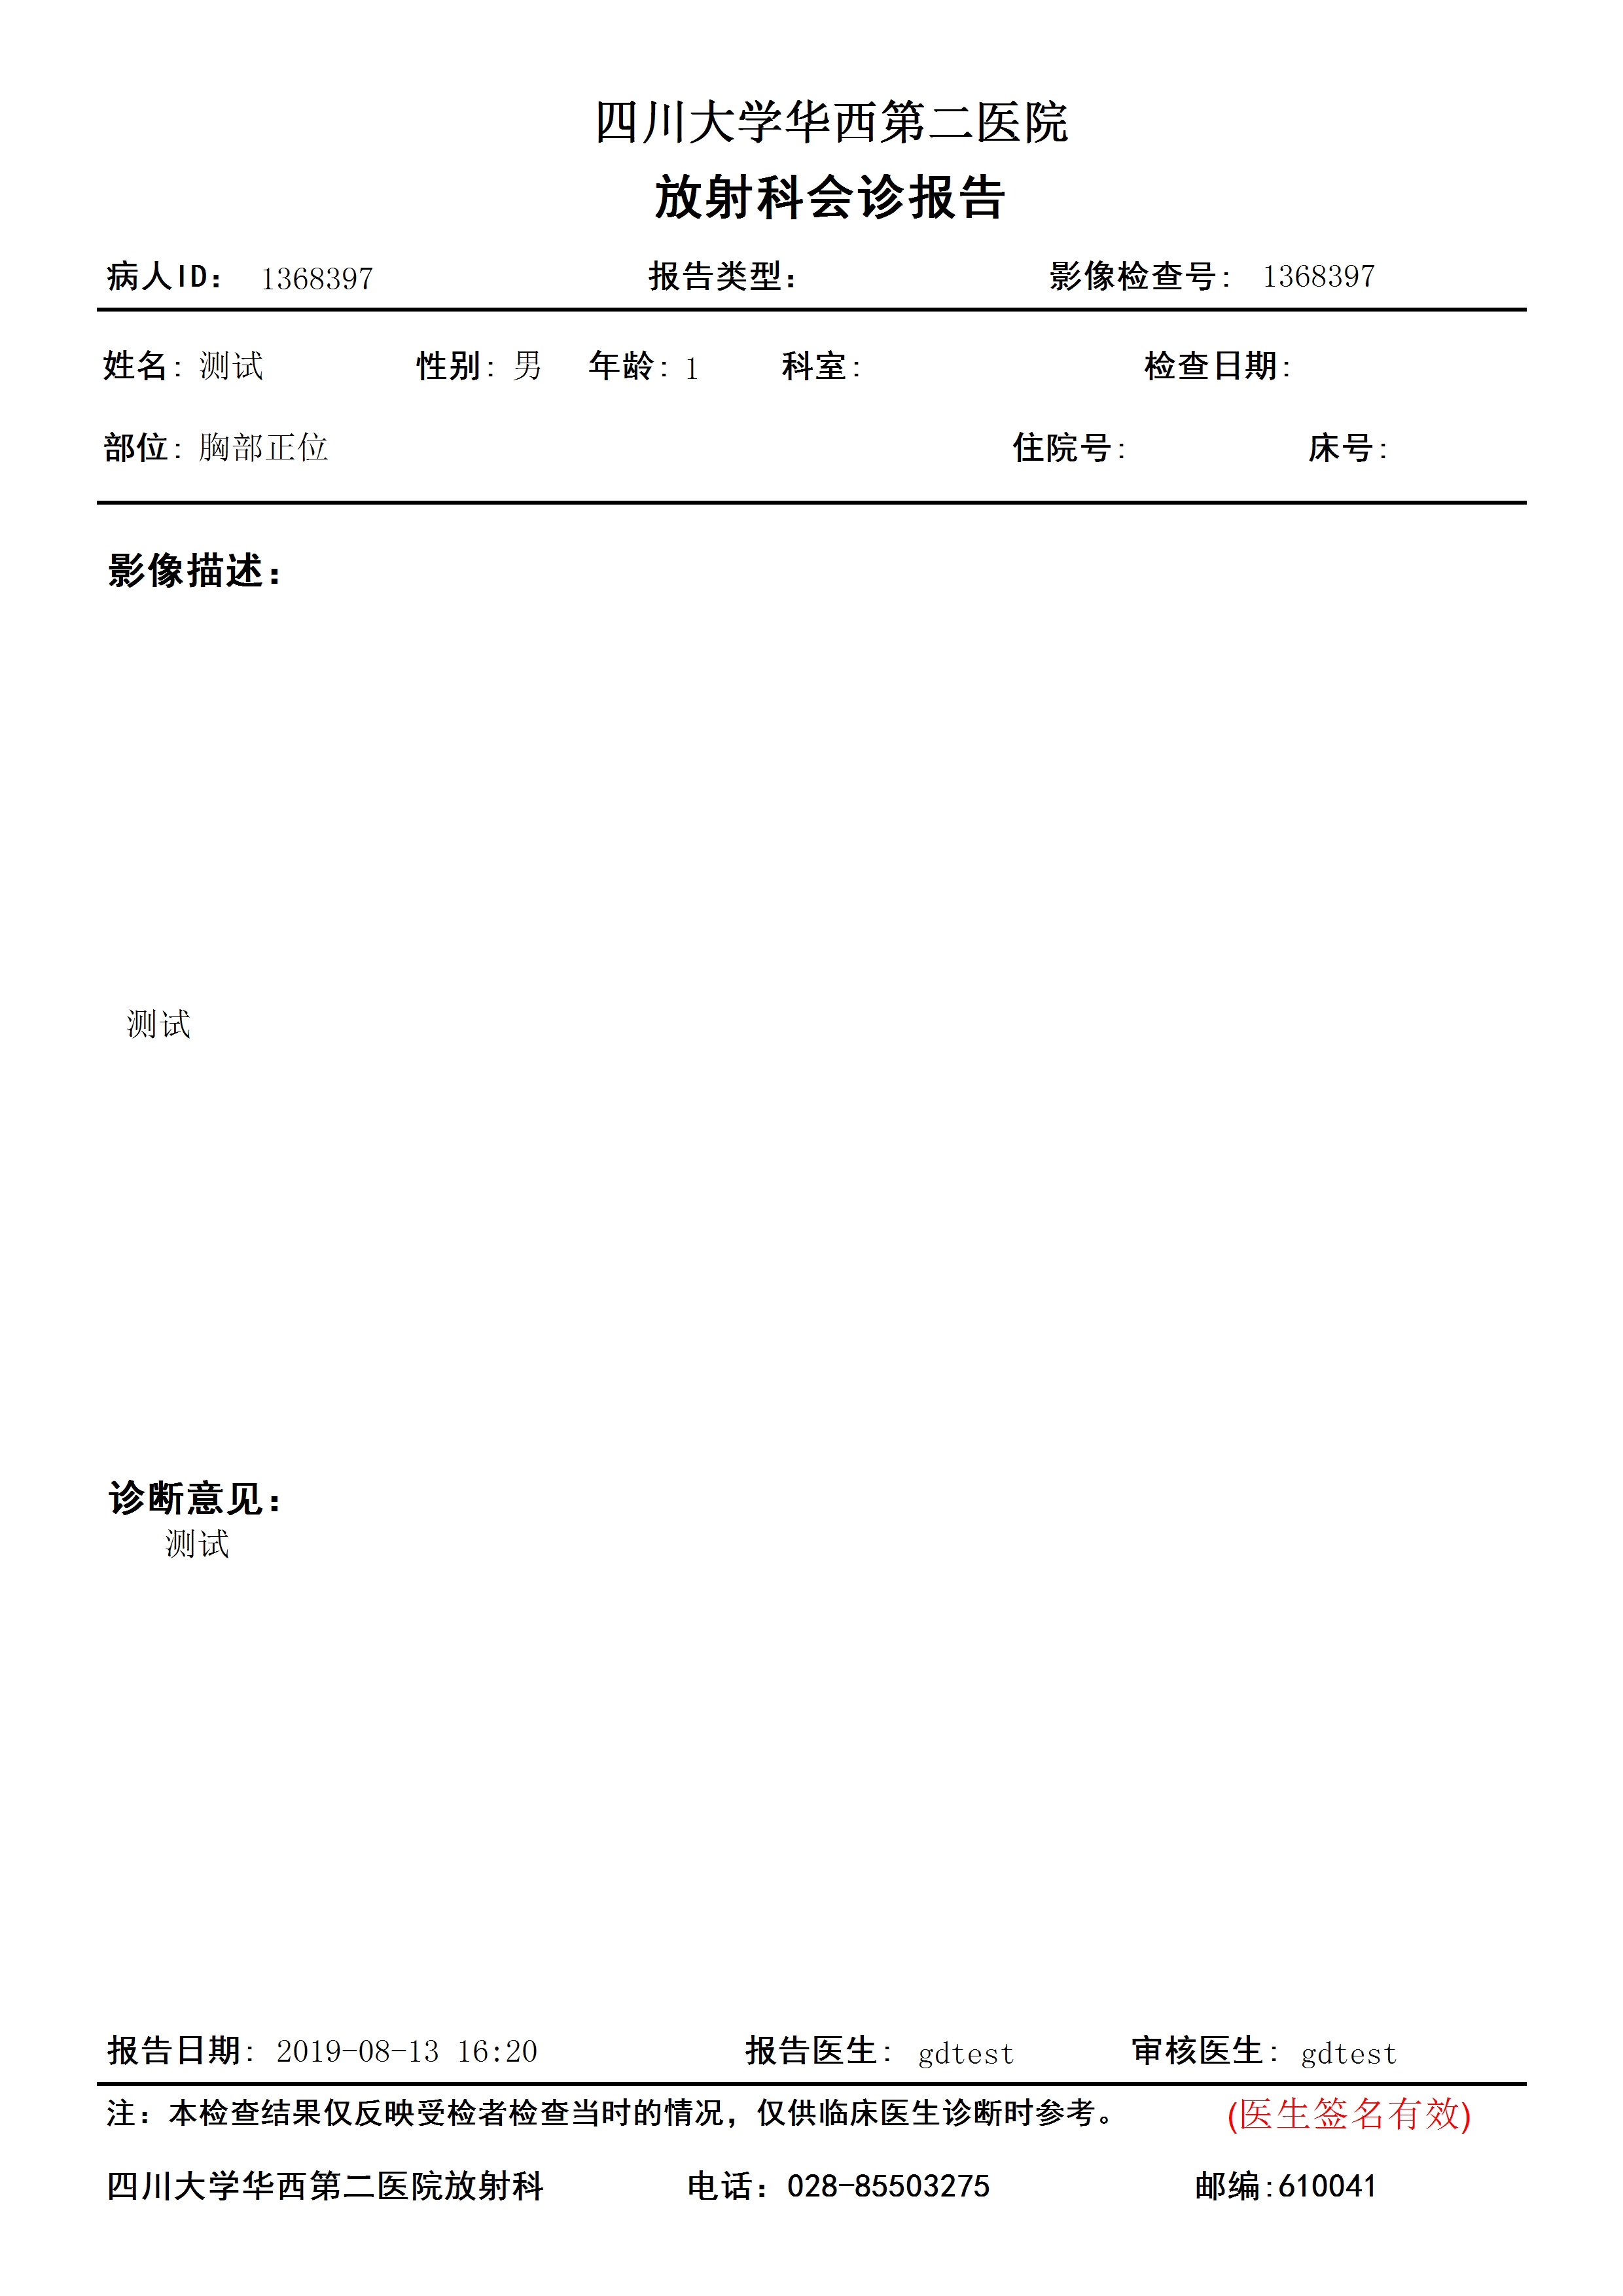 四川大学华西第二医院
放射科会诊报告
病人ID： 1368397 报告类型： 影像检查号: 1368397
姓名: 测试 性别: 男 年龄: 1 科室: 检查日期:
部位: 胸部正位 住院号: 床号:
影像描述：
测试
诊断意见：
测试
报告日期: 2019-08-13 16:20 报告医生: gdtest 审核医生: gdtest
注：本检查结果仅反映受检者检查当时的情况，仅供临床医生诊断时参考。 (医生签名有效)
四川大学华西第二医院放射科 电话：028-85503275 邮编:610041